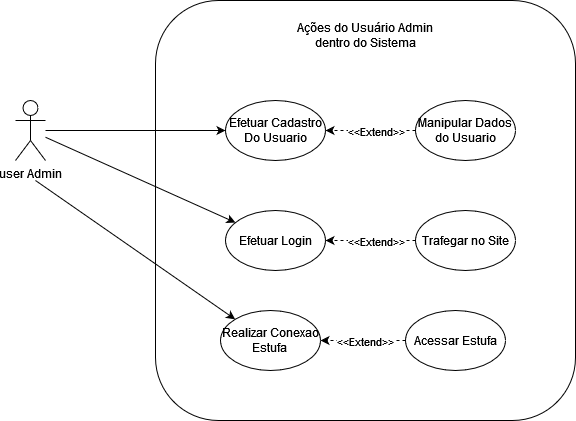 Ações do Usuário Admin
dentro do Sistema
user Admin
Efetuar Cadastro
Do Usuario
<<Extend>>
Manipular Dados
do Usuario
Efetuar Login
<<Extend>>
Trafegar no Site
Realizar Conexao
Estufa
<<Extend>>
Acessar Estufa